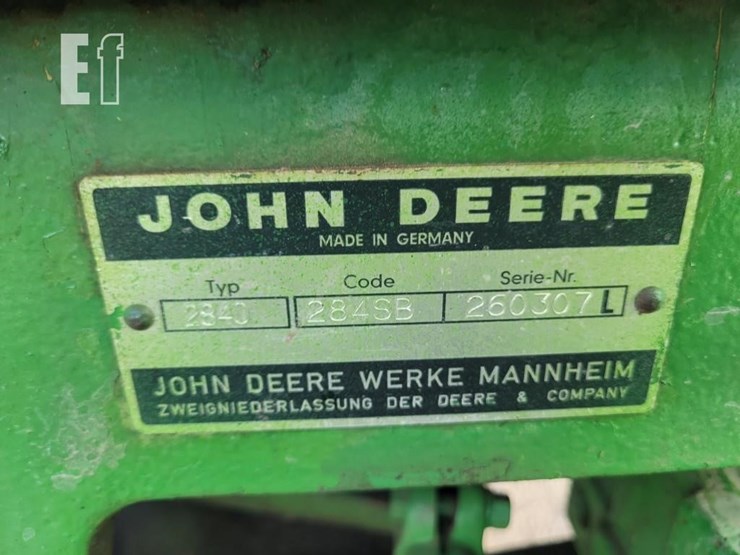 Ef
JOHN DEERE
MADE IN GERMANY
Typ Code Serie-Nr.
2840 284SB 260307 L
JOHN DEERE WERKE MANNHEIM
ZWEIGNIEDERLASSUNG DER DEERE & COMPANY